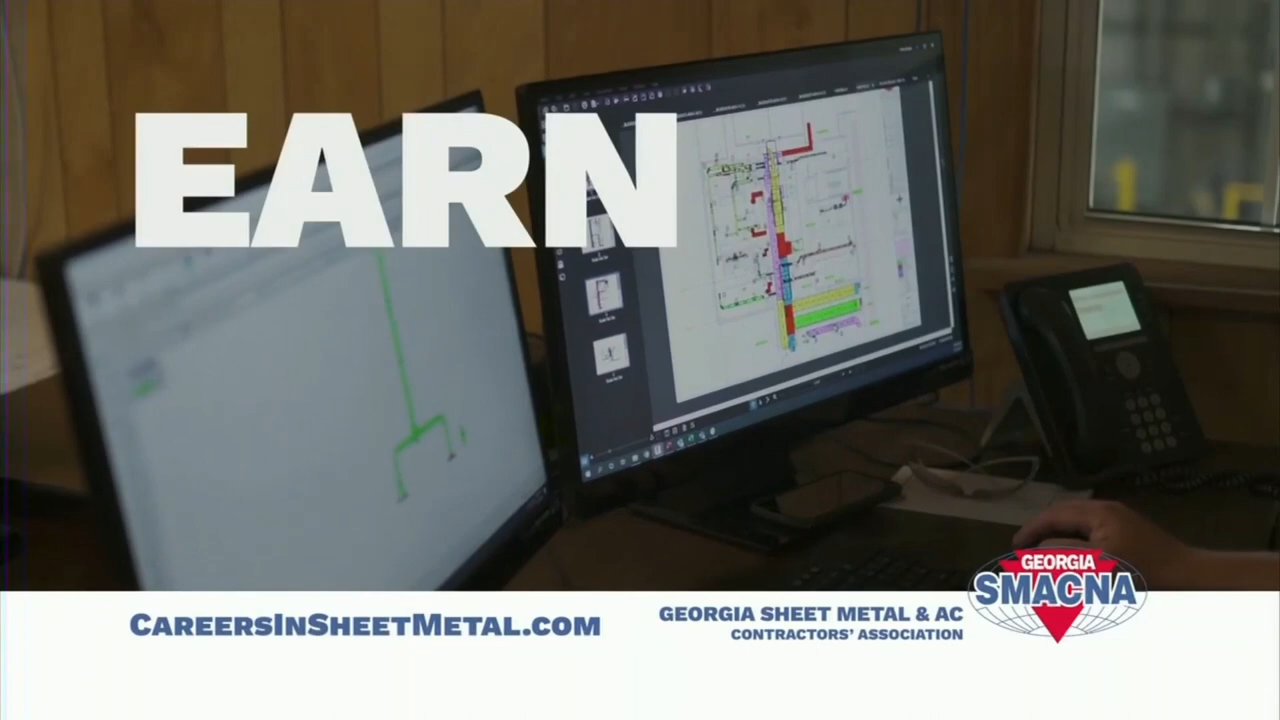 EARN
CAREERSINSHEETMETAL.COM
GEORGIA SHEET METAL & AC
CONTRACTORS' ASSOCIATION
GEORGIA
SMACNA